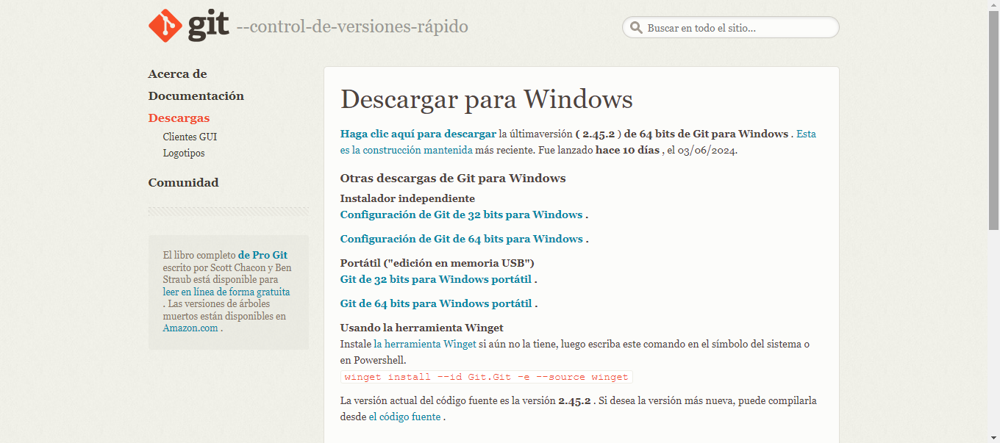 git --control-de-versiones-rápido
Buscar en todo el sitio...
Acerca de
Documentación
Descargas
Clientes GUI
Logotipos
Comunidad
El libro completo de Pro Git
escrito por Scott Chacon y Ben
Straub está disponible para
leer en línea de forma gratuita
. Las versiones de árboles
muertos están disponibles en
Amazon.com .
Descargar para Windows
Haga clic aquí para descargar la últimaversión ( 2.45.2 ) de 64 bits de Git para Windows . Esta
es la construcción mantenida más reciente. Fue lanzado hace 10 días , el 03/06/2024.
Otras descargas de Git para Windows
Instalador independiente
Configuración de Git de 32 bits para Windows .
Configuración de Git de 64 bits para Windows .
Portátil ("edición en memoria USB")
Git de 32 bits para Windows portátil .
Git de 64 bits para Windows portátil .
Usando la herramienta Winget
Instale la herramienta Winget si aún no la tiene, luego escriba este comando en el símbolo del sistema o
en Powershell.
winget install --id Git.Git -e --source winget
La versión actual del código fuente es la versión 2.45.2 . Si desea la versión más nueva, puede compilarla
desde el código fuente .